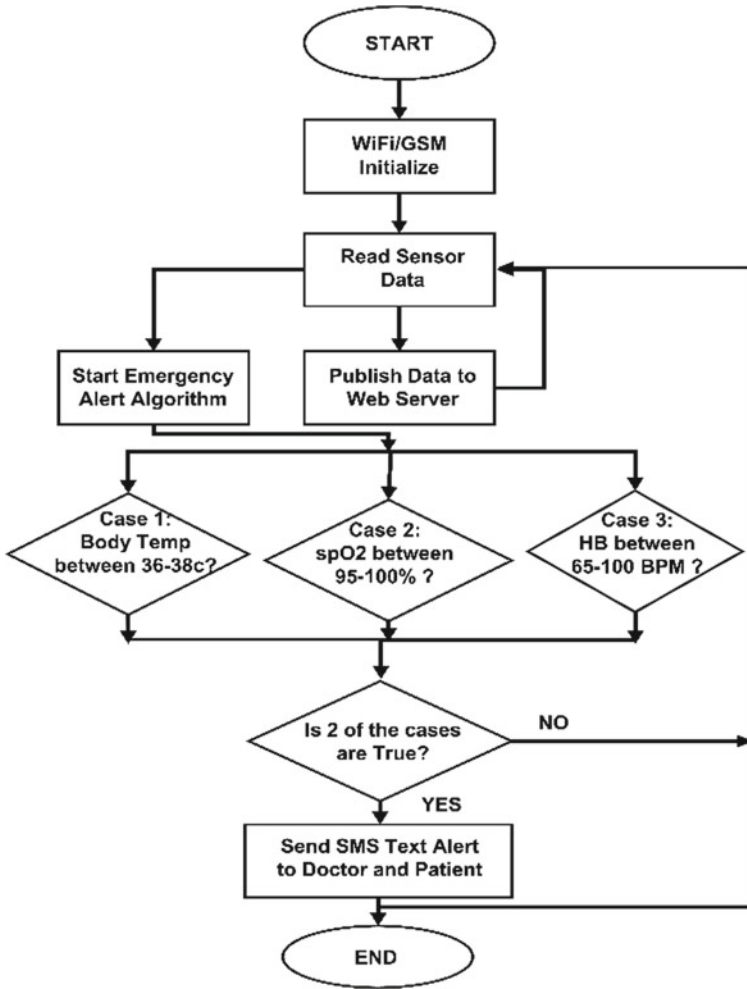 START
WiFi/GSM
Initialize
Read Sensor
Data
Start Emergency
Alert Algorithm
Publish Data to
Web Server
Case 1:
Body Temp
between 36-38c?
Case 2:
spO2 between
95-100% ?
Case 3:
HB between
65-100 BPM ?
Is 2 of the cases
are True?
NO
YES
Send SMS Text Alert
to Doctor and Patient
END